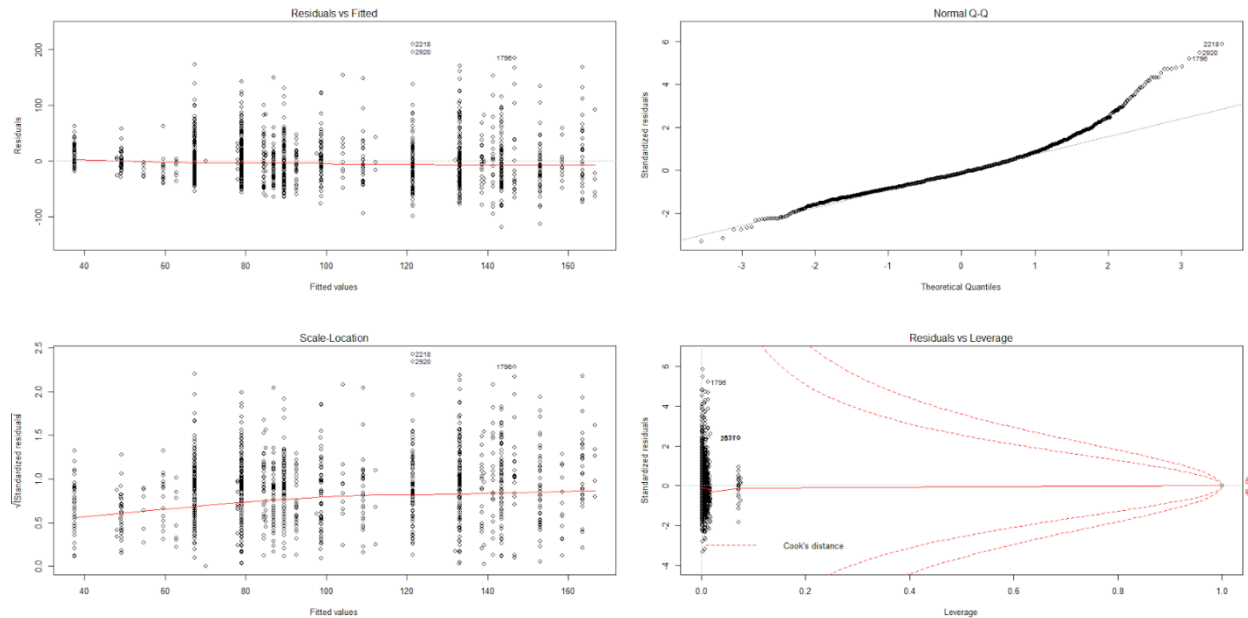 Residuals vs Fitted
Residuals
200
100
0
-100
2218
2920
1796
40 60 80 100 120 140 160
Fitted values
Normal Q-Q
Standardized residuals
6
4
2
0
-2
2218
2920
1796
-3 -2 -1 0 1 2 3
Theoretical Quantiles
Scale-Location
√|Standardized residuals|
2.5
2.0
1.5
1.0
0.5
0.0
2218
2920
1796
40 60 80 100 120 140 160
Fitted values
Residuals vs Leverage
Standardized residuals
6
4
2
0
-2
-4
1796
Cook's distance
0.0 0.2 0.4 0.6 0.8 1.0
Leverage